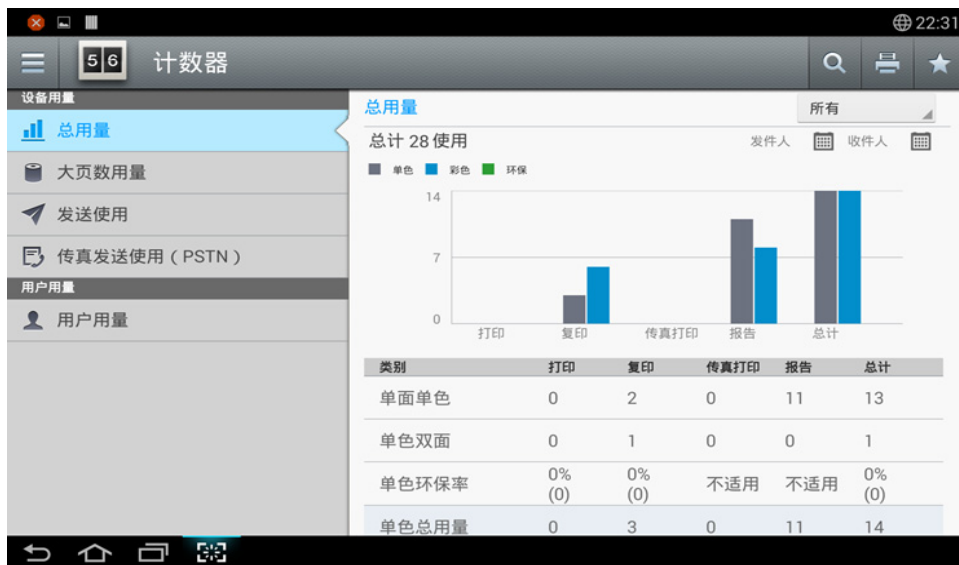 22:31
56 计数器
设备用量
总用量
大页数用量
发送使用
传真发送使用（PSTN）
用户用量
用户用量
总用量 所有
总计 28 使用 发件人 收件人
单色 彩色 环保
14
7
0
打印 复印 传真打印 报告 总计
类别 打印 复印 传真打印 报告 总计
单面单色 0 2 0 11 13
单色双面 0 1 0 0 1
单色环保率 0% (0) 0% (0) 不适用 不适用 0% (0)
单色总用量 0 3 0 11 14